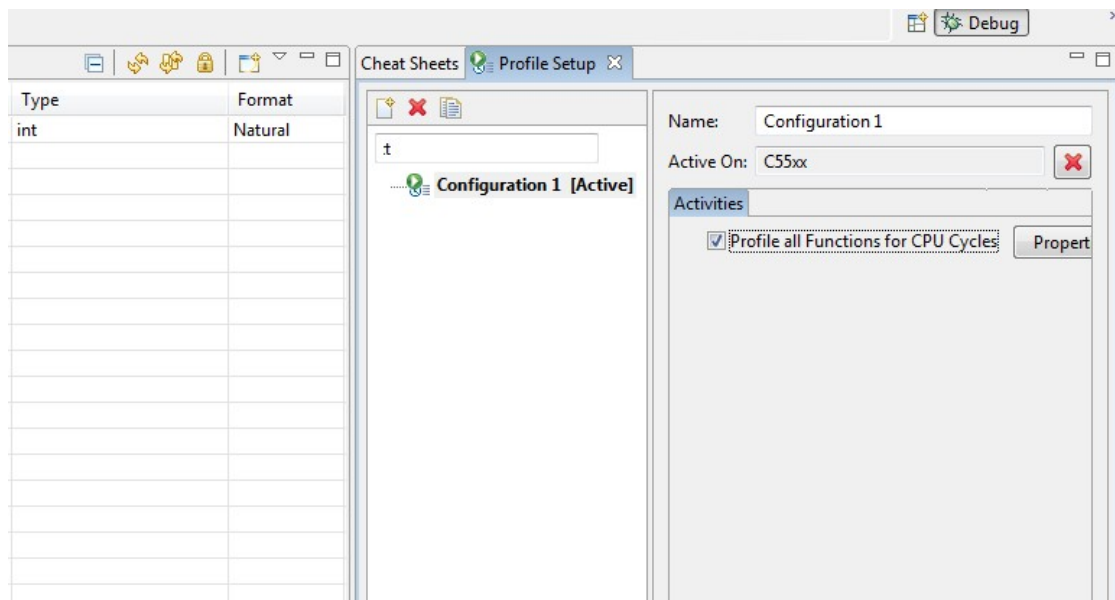 Debug
Cheat Sheets Profile Setup
Type Format
int Natural
:t
Configuration 1 [Active]
Name: Configuration 1
Active On: C55xx
Activities
Profile all Functions for CPU Cycles Propert